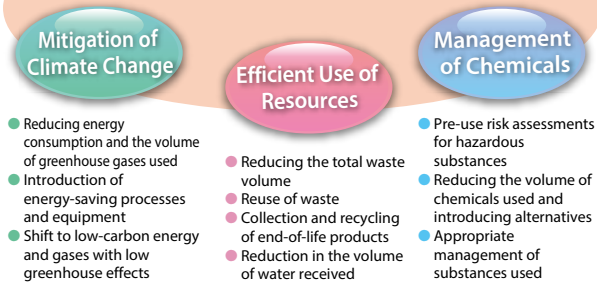 Mitigation of
Climate Change
● Reducing energy
consumption and the volume
of greenhouse gases used
● Introduction of
energy-saving processes
and equipment
● Shift to low-carbon energy
and gases with low
greenhouse effects
Efficient Use of
Resources
● Reducing the total waste
volume
● Reuse of waste
● Collection and recycling
of end-of-life products
● Reduction in the volume
of water received
Management
of Chemicals
● Pre-use risk assessments
for hazardous
substances
● Reducing the volume of
chemicals used and
introducing alternatives
● Appropriate
management of
substances used